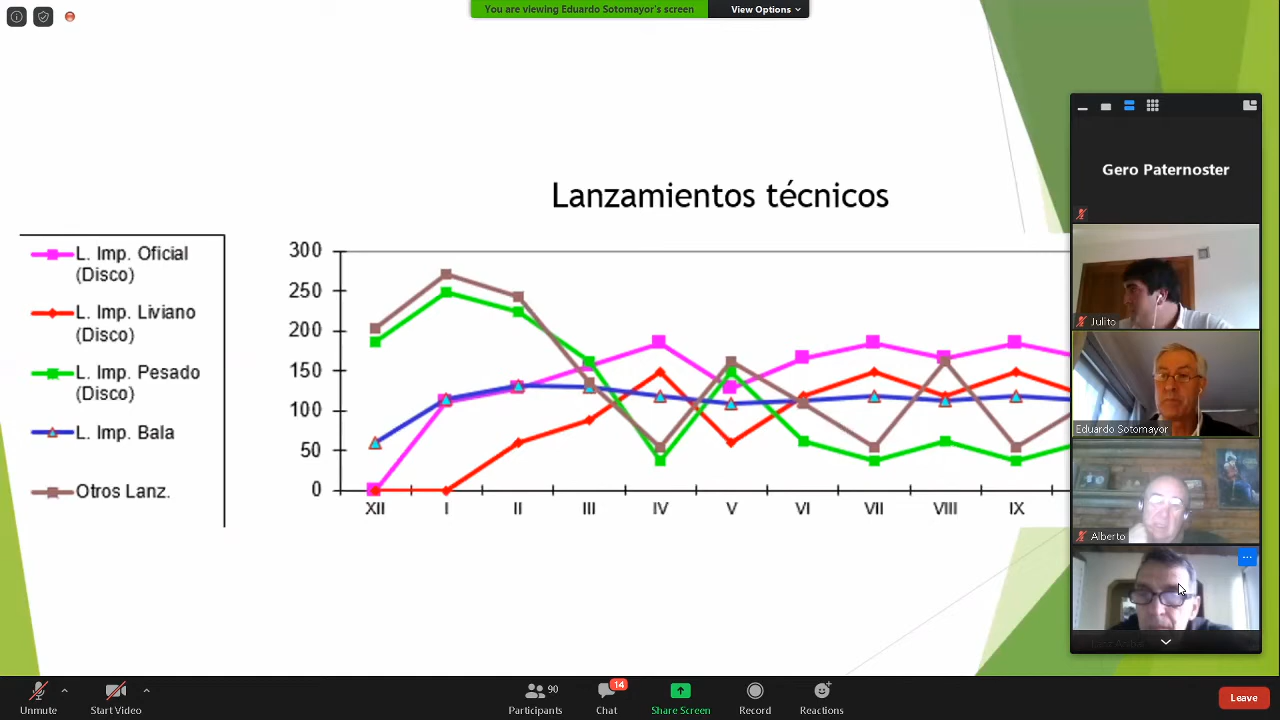 You are viewing Eduardo Sotomayor's screen
View Options
Gero Paternoster
Lanzamientos técnicos
L. Imp. Oficial
(Disco)
L. Imp. Liviano
(Disco)
L. Imp. Pesado
(Disco)
L. Imp. Bala
Otros Lanz.
300
250
200
150
100
50
0
XII I II III IV V VI VII VIII IX
Julito
Eduardo Sotomayor
Alberto
Unmute
Start Video
90
Participants
14
Chat
Share Screen
Record
Reactions
Leave